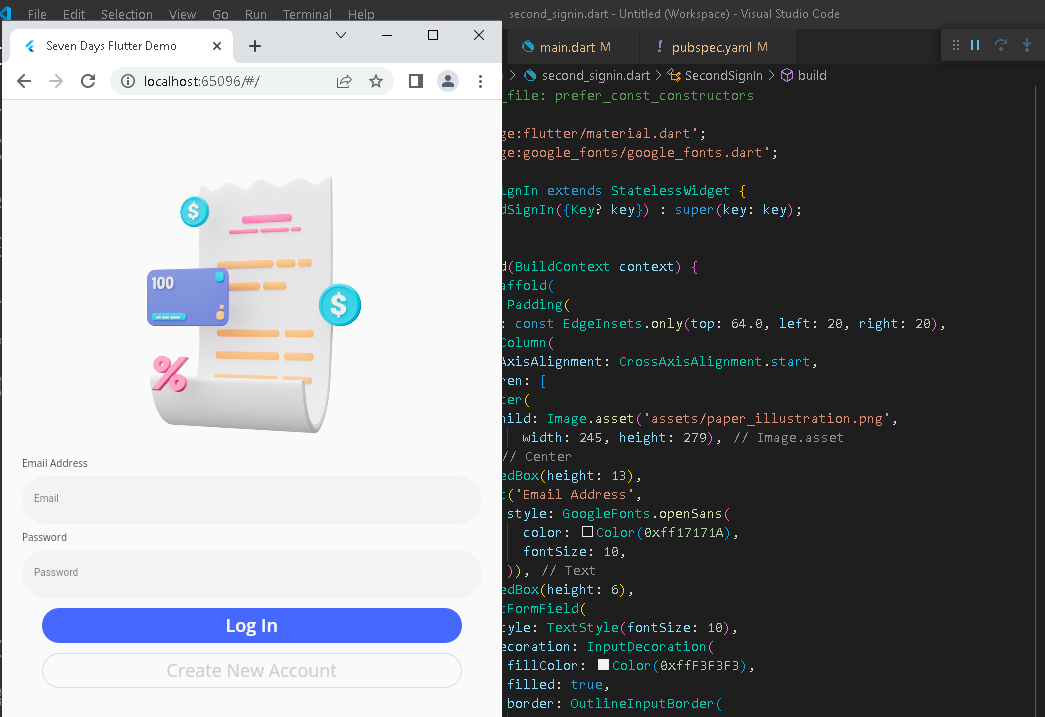 File Edit Selection View Go Run Terminal Help second_signin.dart - Untitled (Workspace) - Visual Studio Code
Seven Days Flutter Demo
localhost:65096/#/
100
$
$
%
Email Address
Email
Password
Password
Log In
Create New Account
main.dart M ! pubspec.yaml M
> second_signin.dart > SecondSignIn > build
_file: prefer_const_constructors
ge:flutter/material.dart';
ge:google_fonts/google_fonts.dart';
ignIn extends StatelessWidget {
dSignIn({Key? key}) : super(key: key);
d(BuildContext context) {
affold(
Padding(
: const EdgeInsets.only(top: 64.0, left: 20, right: 20),
Column(
AxisAlignment: CrossAxisAlignment.start,
ren: [
ter(
hild: Image.asset('assets/paper_illustration.png',
width: 245, height: 279), // Image.asset
// Center
edBox(height: 13),
t('Email Address',
style: GoogleFonts.openSans(
color: Color(0xff17171A),
fontSize: 10,
)), // Text
edBox(height: 6),
tFormField(
tyle: TextStyle(fontSize: 10),
ecoration: InputDecoration(
fillColor: Color(0xffF3F3F3),
filled: true,
border: OutlineInputBorder(